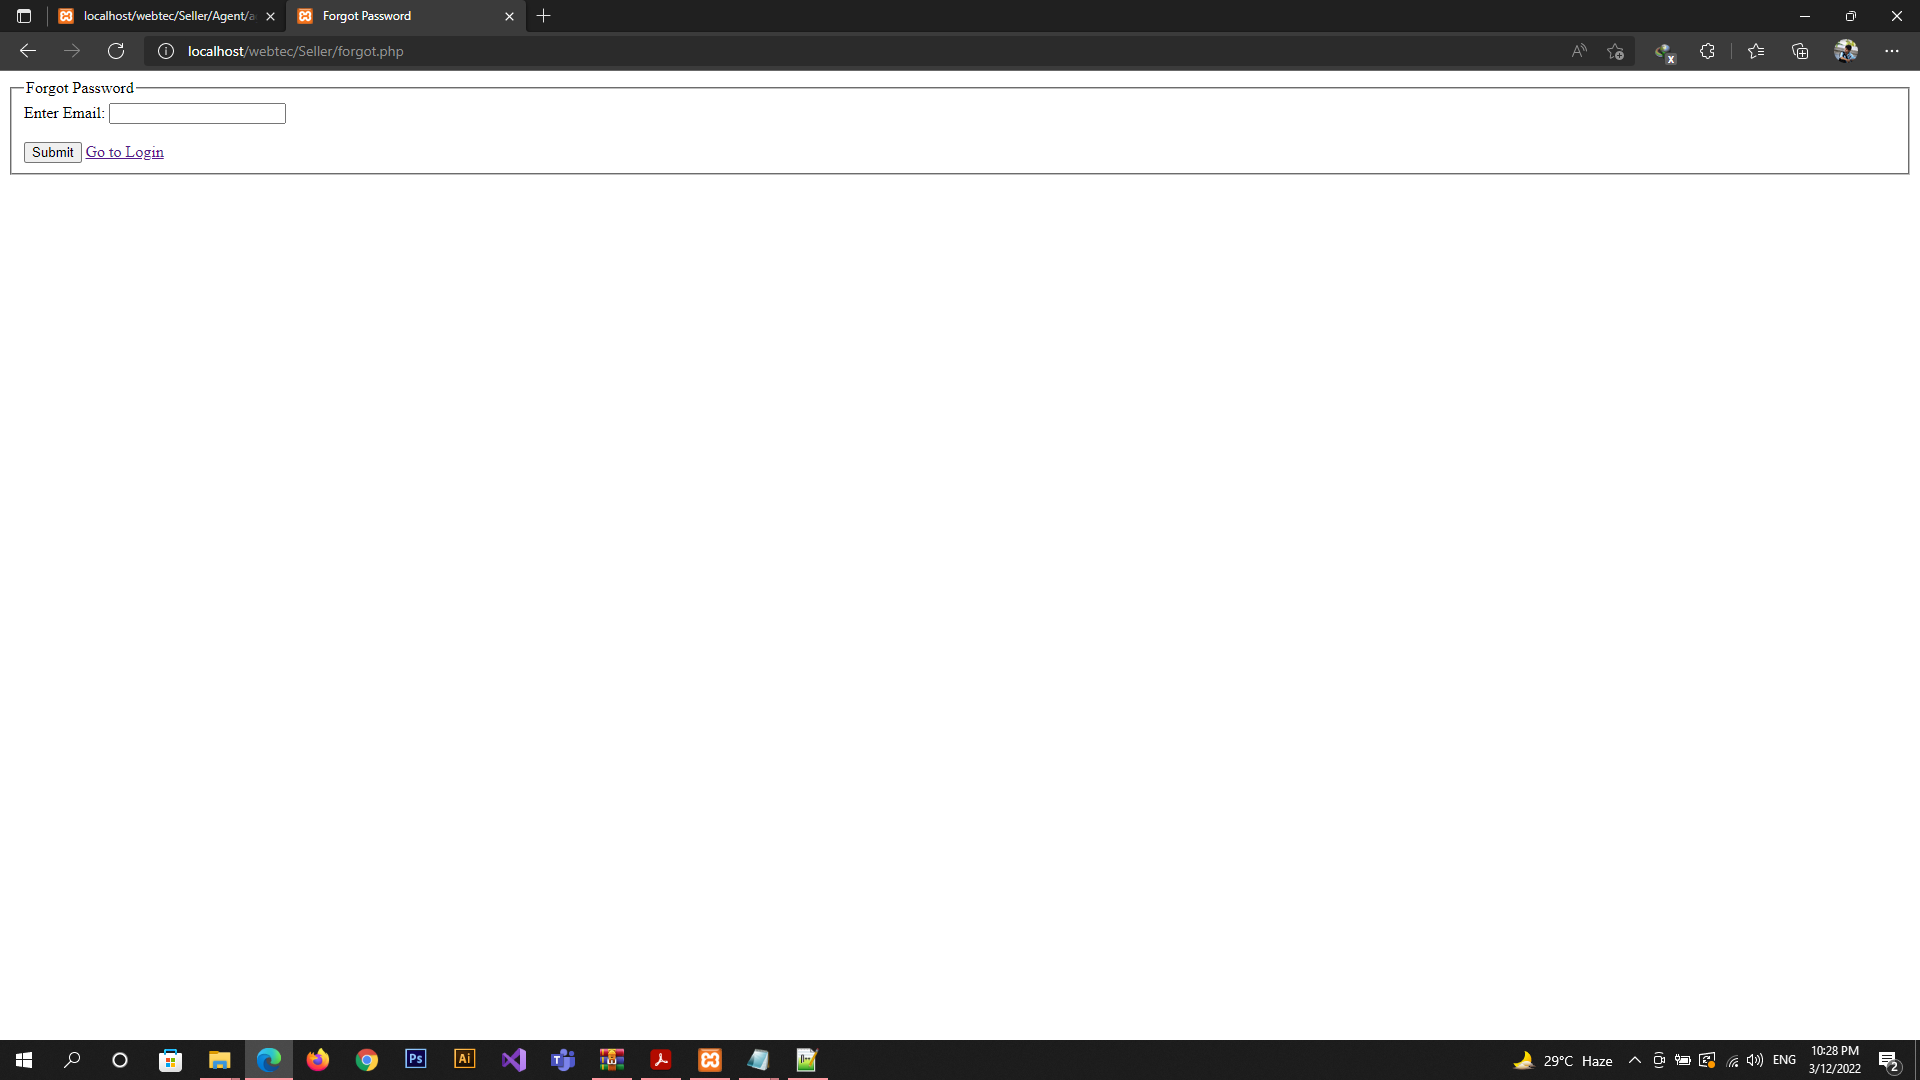 localhost/webtec/Seller/Agent/a
Forgot Password
localhost/webtec/Seller/forgot.php
Forgot Password
Enter Email:
Submit Go to Login
Ps
Ai
29°C Haze
ENG
10:28 PM
3/12/2022
2